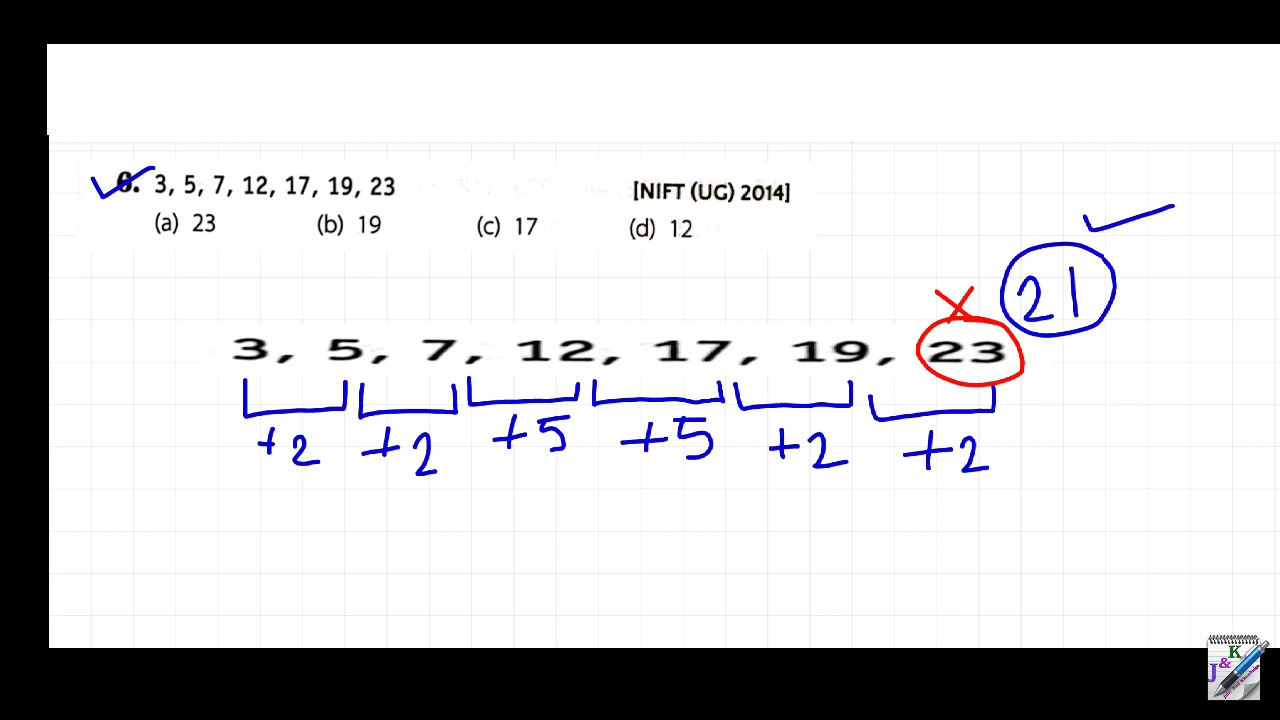 6. 3, 5, 7, 12, 17, 19, 23 [NIFT (UG) 2014]
(a) 23 (b) 19 (c) 17 (d) 12
21
3, 5, 7, 12, 17, 19, 23
+2 +2 +5 +5 +2 +2
J & K